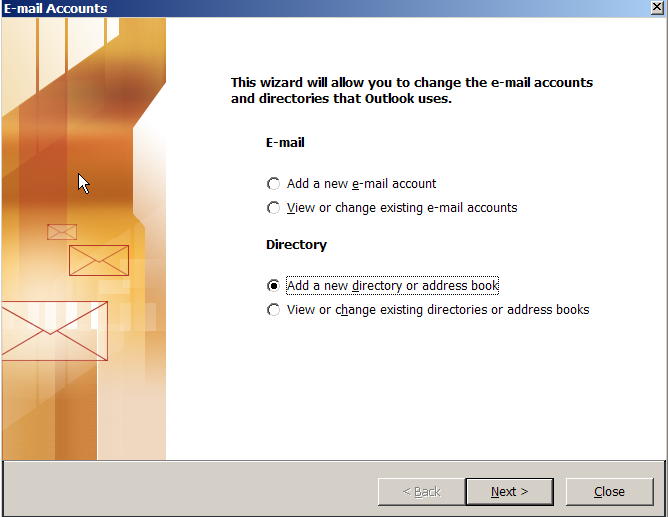 E-mail Accounts
This wizard will allow you to change the e-mail accounts
and directories that Outlook uses.
E-mail
Add a new e-mail account
View or change existing e-mail accounts
Directory
Add a new directory or address book
View or change existing directories or address books
< Back
Next >
Close